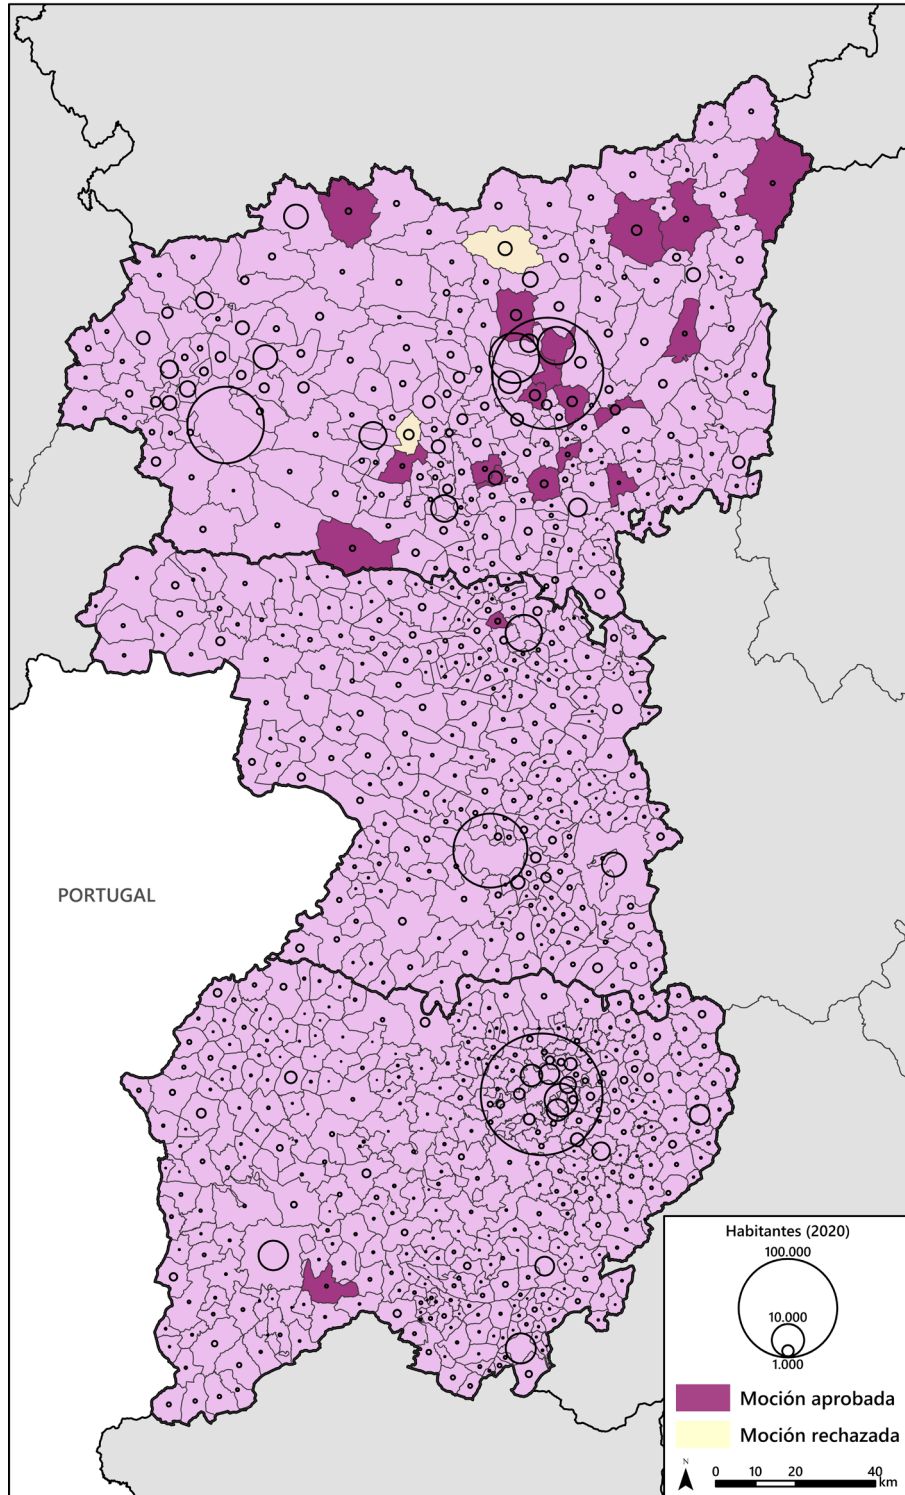 PORTUGAL
Habitantes (2020)
100.000
10.000
1.000
Moción aprobada
Moción rechazada
N
0 10 20 40
km